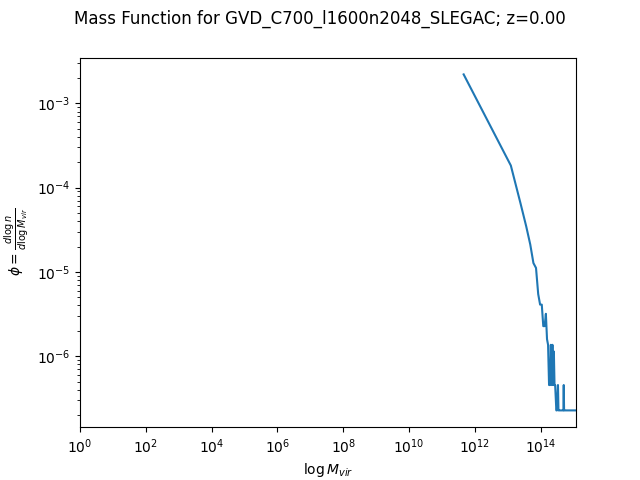 Mass Function for GVD_C700_l1600n2048_SLEGAC; z=0.00
10⁻³
10⁻⁴
10⁻⁵
10⁻⁶
ϕ = d log n / d log M_vir
10⁰ 10² 10⁴ 10⁶ 10⁸ 10¹⁰ 10¹² 10¹⁴
log M_vir